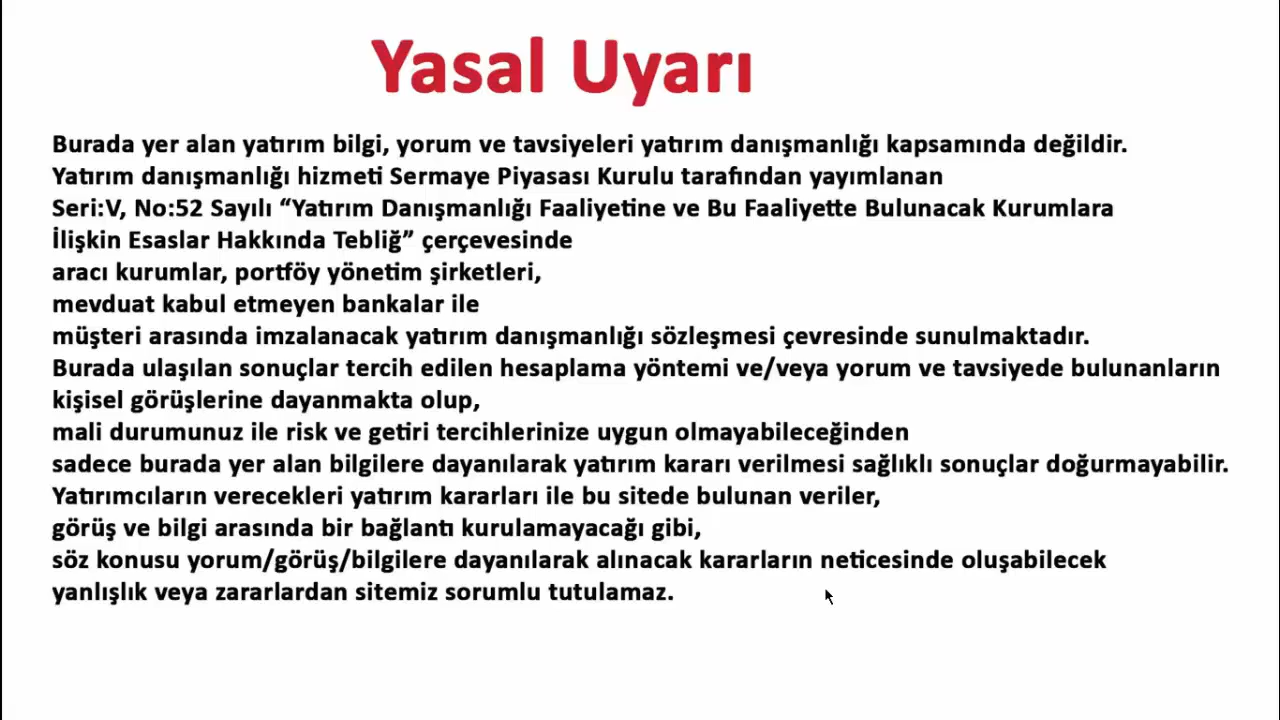 Yasal Uyarı
Burada yer alan yatırım bilgi, yorum ve tavsiyeleri yatırım danışmanlığı kapsamında değildir.
Yatırım danışmanlığı hizmeti Sermaye Piyasası Kurulu tarafından yayımlanan
Seri:V, No:52 Sayılı “Yatırım Danışmanlığı Faaliyetine ve Bu Faaliyette Bulunacak Kurumlara
İlişkin Esaslar Hakkında Tebliğ” çerçevesinde
aracı kurumlar, portföy yönetim şirketleri,
mevduat kabul etmeyen bankalar ile
müşteri arasında imzalanacak yatırım danışmanlığı sözleşmesi çevresinde sunulmaktadır.
Burada ulaşılan sonuçlar tercih edilen hesaplama yöntemi ve/veya yorum ve tavsiyede bulunanların
kişisel görüşlerine dayanmakta olup,
mali durumunuz ile risk ve getiri tercihlerinize uygun olmayabileceğinden
sadece burada yer alan bilgilere dayanılarak yatırım kararı verilmesi sağlıklı sonuçlar doğurmayabilir.
Yatırımcıların verecekleri yatırım kararları ile bu sitede bulunan veriler,
görüş ve bilgi arasında bir bağlantı kurulamayacağı gibi,
söz konusu yorum/görüş/bilgilere dayanılarak alınacak kararların neticesinde oluşabilecek
yanlışlık veya zararlardan sitemiz sorumlu tutulamaz.